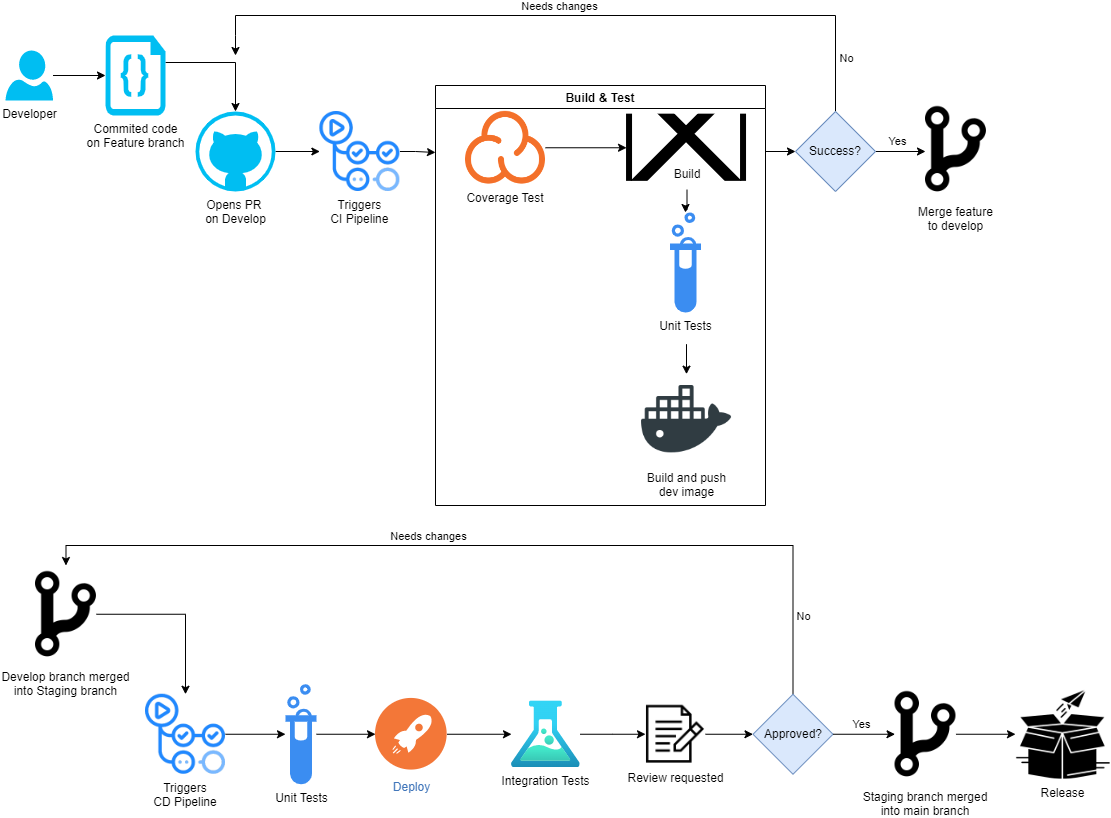 Needs changes
No
Developer
Commited code
on Feature branch
Opens PR
on Develop
Triggers
CI Pipeline
Build & Test
Coverage Test
Build
Unit Tests
Build and push
dev image
Success?
Yes
Merge feature
to develop
Needs changes
No
Develop branch merged
into Staging branch
Triggers
CD Pipeline
Unit Tests
Deploy
Integration Tests
Review requested
Approved?
Yes
Staging branch merged
into main branch
Release